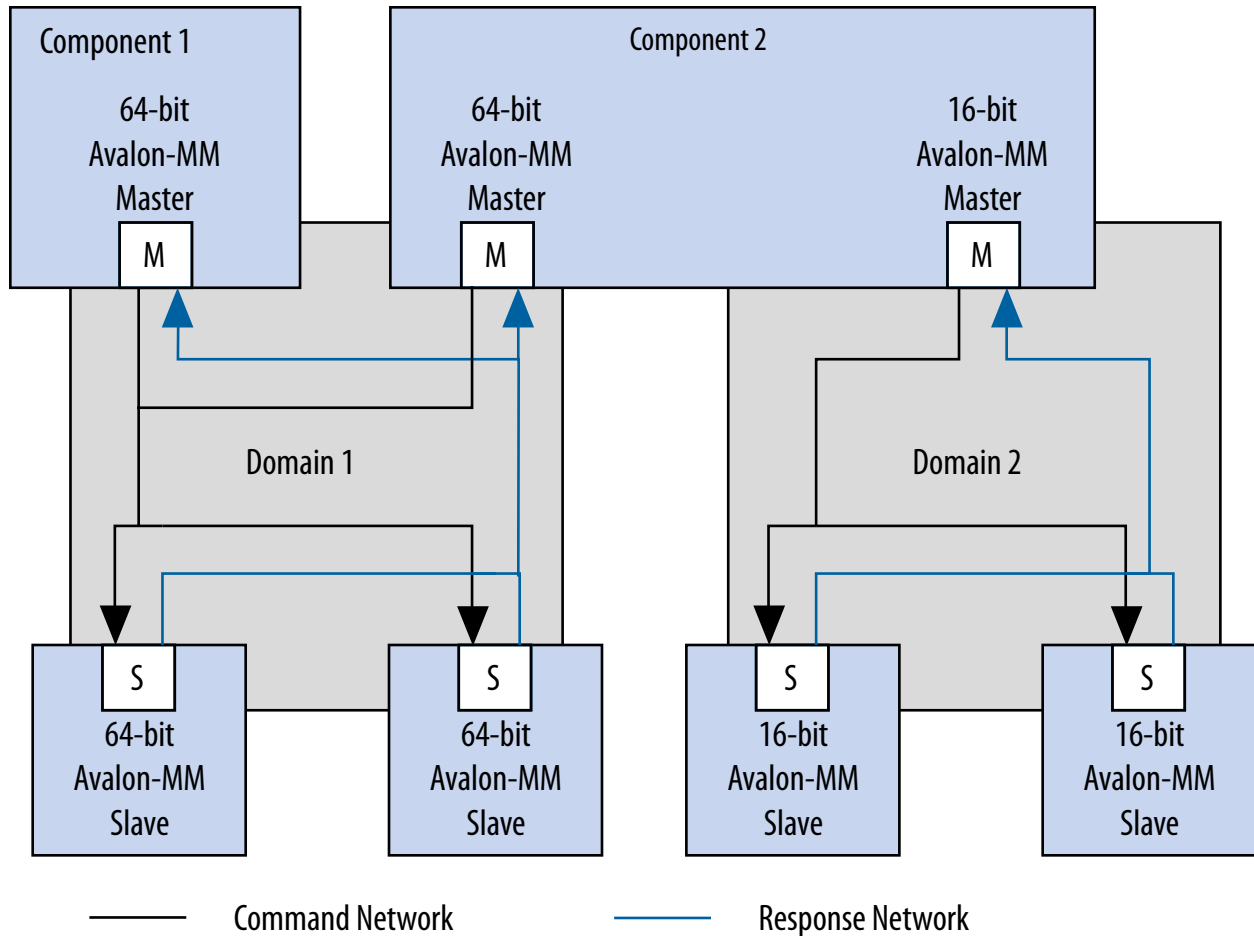 Component 1
Component 2
64-bit
Avalon-MM
Master
M
64-bit
Avalon-MM
Master
M
16-bit
Avalon-MM
Master
M
Domain 1
Domain 2
S
64-bit
Avalon-MM
Slave
S
64-bit
Avalon-MM
Slave
S
16-bit
Avalon-MM
Slave
S
16-bit
Avalon-MM
Slave
Command Network
Response Network